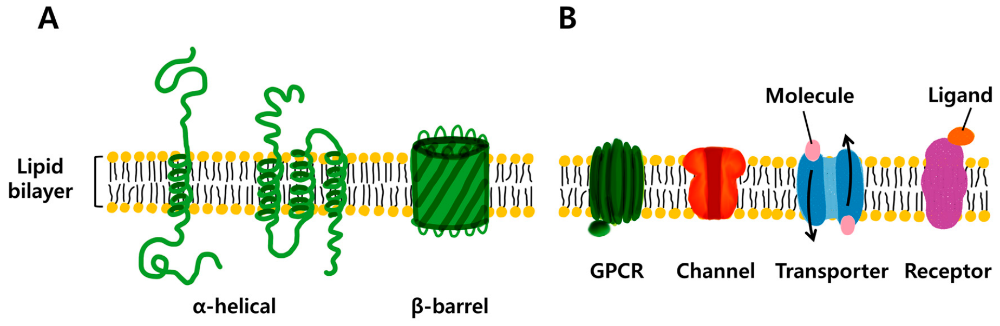 A
B
Molecule
Ligand
Lipid
bilayer
GPCR
Channel
Transporter
Receptor
α-helical
β-barrel